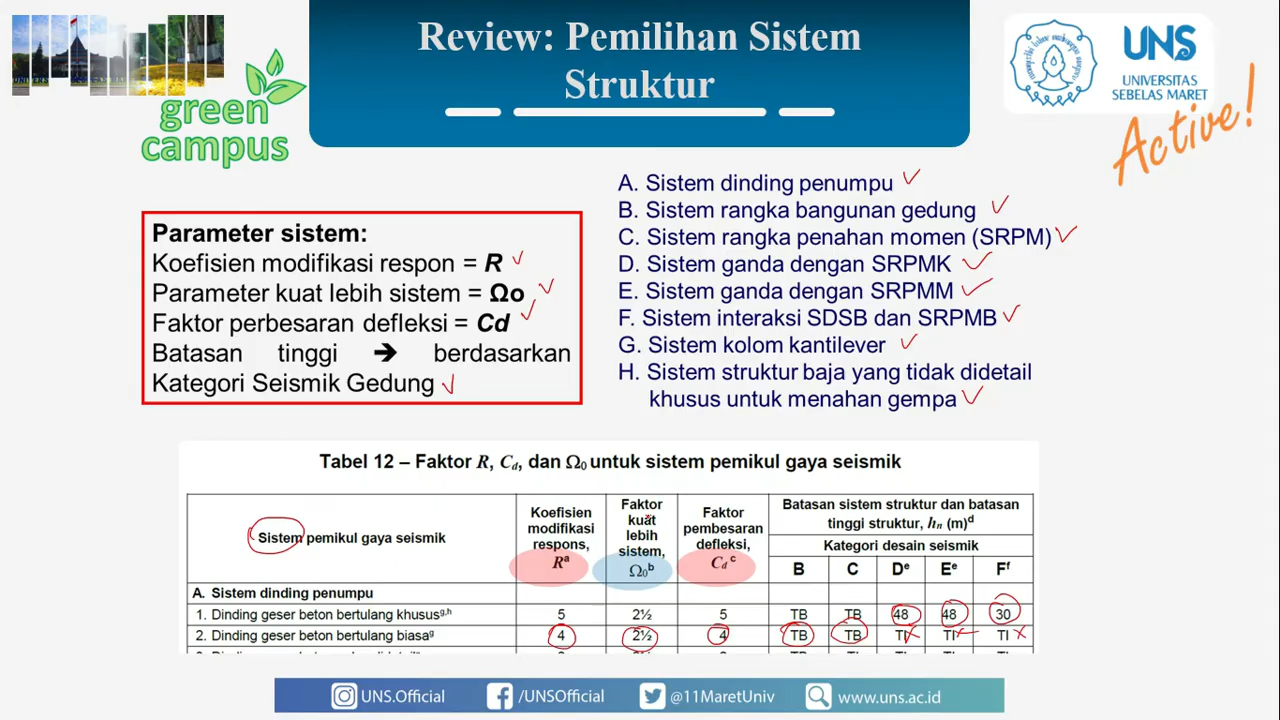 Review: Pemilihan Sistem
Struktur
green
campus
UNS
UNIVERSITAS
SEBELAS MARET
Active!
Parameter sistem:
Koefisien modifikasi respon = R
Parameter kuat lebih sistem = Ωo
Faktor perbesaran defleksi = Cd
Batasan tinggi ➔ berdasarkan
Kategori Seismik Gedung
A. Sistem dinding penumpu
B. Sistem rangka bangunan gedung
C. Sistem rangka penahan momen (SRPM)
D. Sistem ganda dengan SRPMK
E. Sistem ganda dengan SRPMM
F. Sistem interaksi SDSB dan SRPMB
G. Sistem kolom kantilever
H. Sistem struktur baja yang tidak didetail
khusus untuk menahan gempa
Tabel 12 – Faktor R, Cd, dan Ω0 untuk sistem pemikul gaya seismik
Sistem pemikul gaya seismik
Koefisien
modifikasi
respons,
Rᵃ
Faktor
kuat
lebih
sistem,
Ω0ᵇ
Faktor
pembesaran
defleksi,
Cd ᶜ
Batasan sistem struktur dan batasan
tinggi struktur, hn (m)ᵈ
Kategori desain seismik
B C Dᵉ Eᵉ Fᶠ
A. Sistem dinding penumpu
1. Dinding geser beton bertulang khususᵍ,ʰ 5 2½ 5 TB TB 48 48 30
2. Dinding geser beton bertulang biasaᵍ 4 2½ 4 TB TB TI TI TI
UNS.Official /UNSOfficial @11MaretUniv www.uns.ac.id